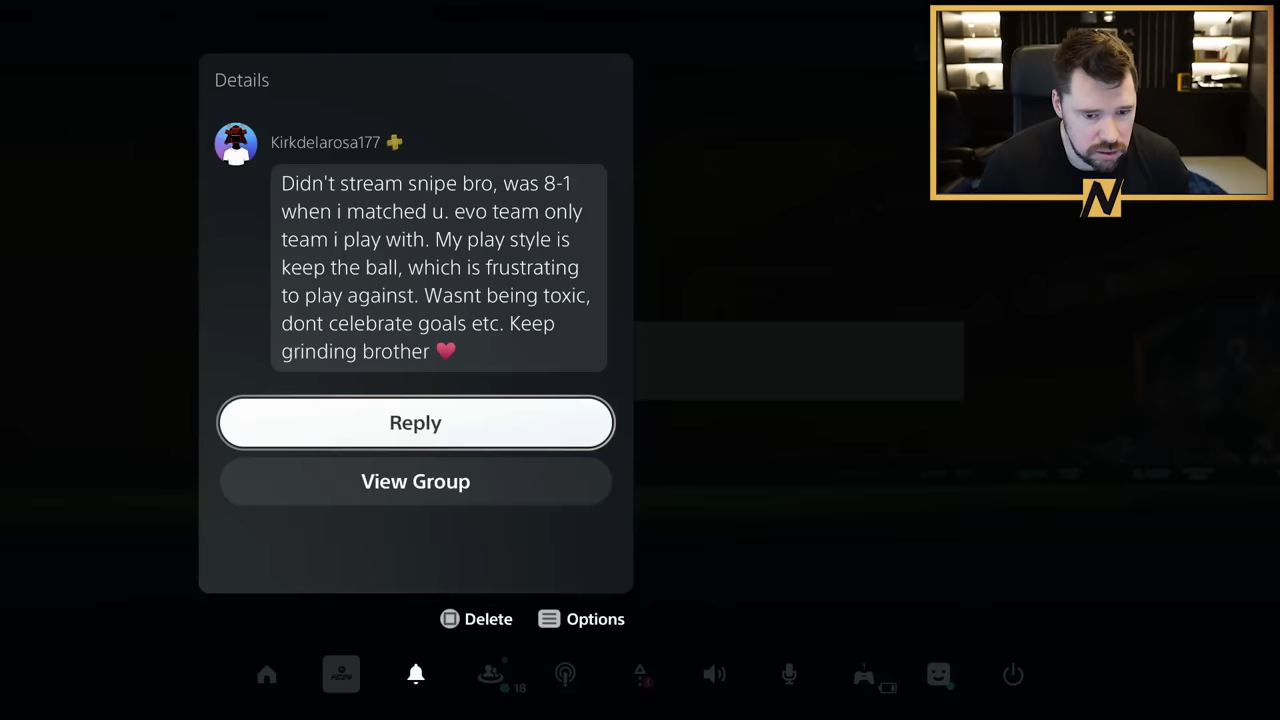 Details
Kirkdelarosa177
Didn't stream snipe bro, was 8-1
when i matched u. evo team only
team i play with. My play style is
keep the ball, which is frustrating
to play against. Wasnt being toxic,
dont celebrate goals etc. Keep
grinding brother ♥
Reply
View Group
Delete
Options
18
N